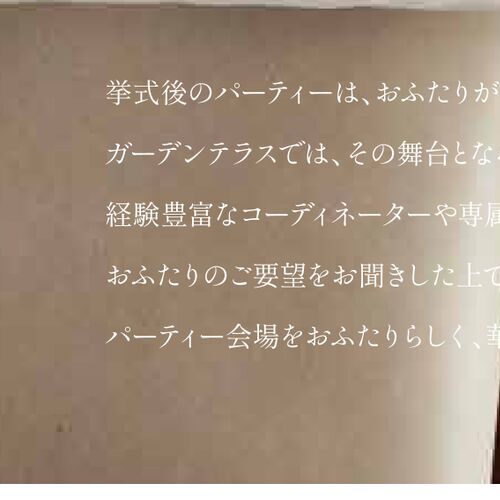 挙式後のパーティーは、おふたりが
ガーデンテラスでは、その舞台とな
経験豊富なコーディネーターや専属
おふたりのご要望をお聞きした上で
パーティー会場をおふたりらしく、華